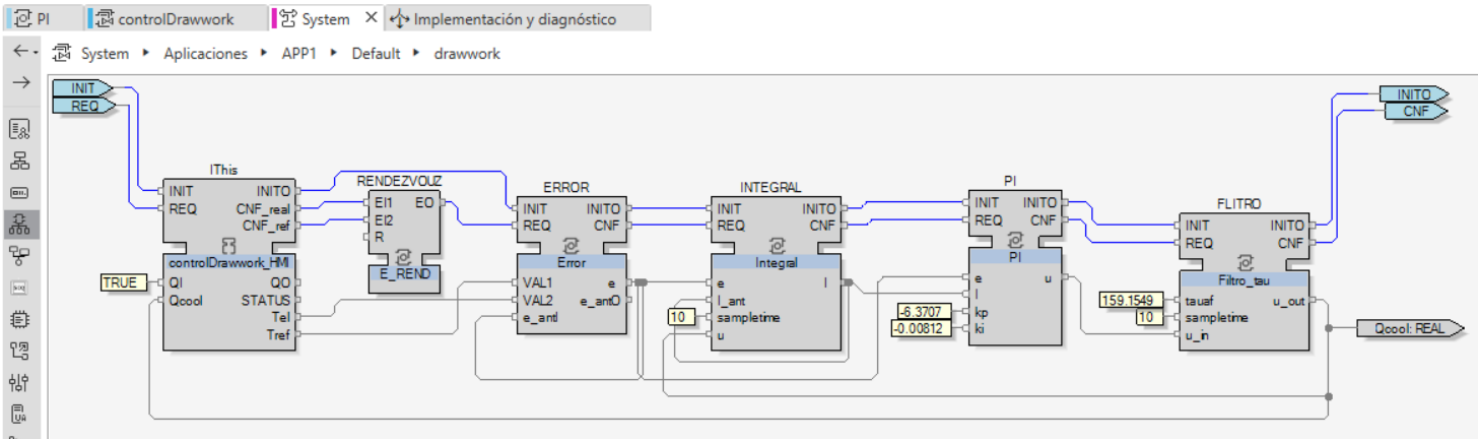 PI controlDrawwork System Implementación y diagnóstico
System Aplicaciones APP1 Default drawwork
INIT
REQ
INITO
CNF
IThis
INIT INITO
REQ CNF_real
CNF_ref
controlDrawwork_HMI
TRUE
QI QO
Qcool STATUS
Tel
Tref
RENDEZVOUZ
EI1 EO
EI2
R
E_REND
ERROR
INIT INITO
REQ CNF
Error
VAL1 e
VAL2 e_antO
e_antI
INTEGRAL
INIT INITO
REQ CNF
Integral
e I
I_ant
10
sampletime
u
PI
INIT INITO
REQ CNF
PI
e u
I
-6.3707
kp
-0.00812
ki
FLITRO
INIT INITO
REQ CNF
Filtro_tau
159.1549
tauaf u_out
10
sampletime
u_in
Qcool: REAL